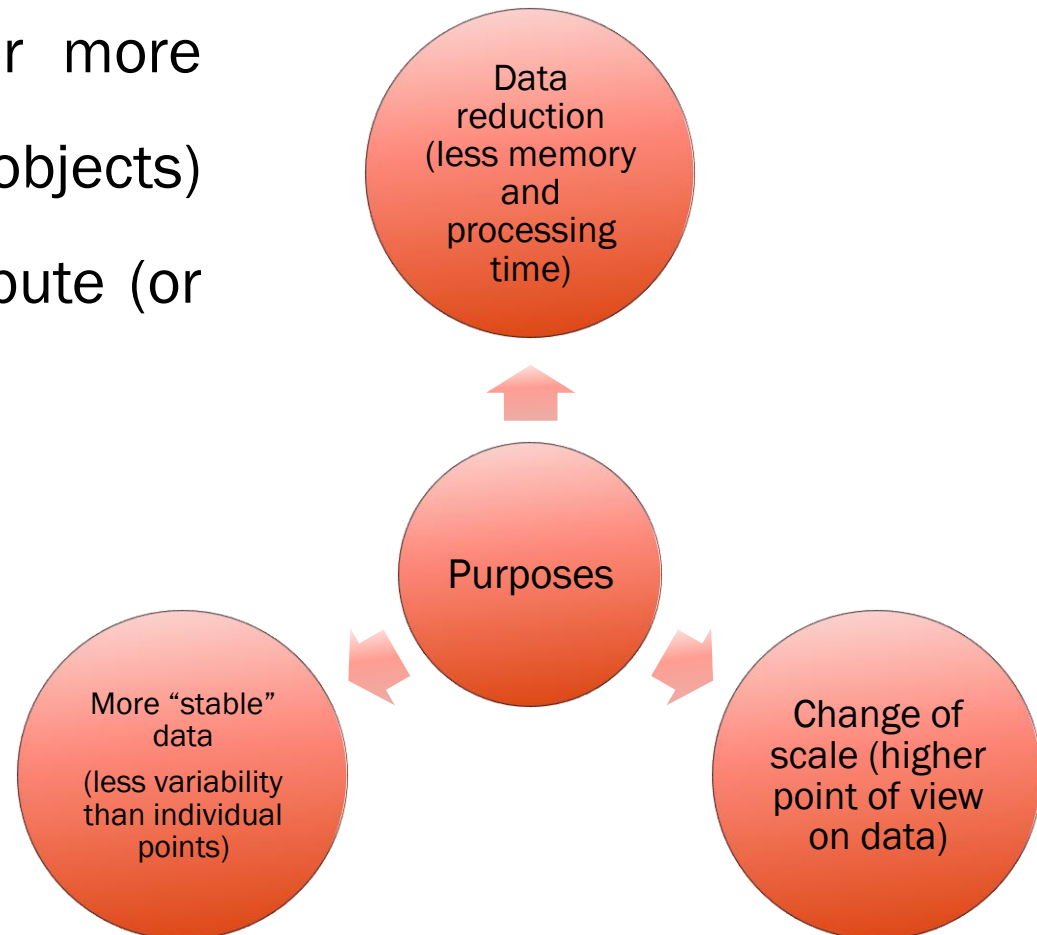 r more
objects)
oute (or
Data
reduction
(less memory
and
processing
time)
Purposes
More “stable”
data
(less variability
than individual
points)
Change of
scale (higher
point of view
on data)